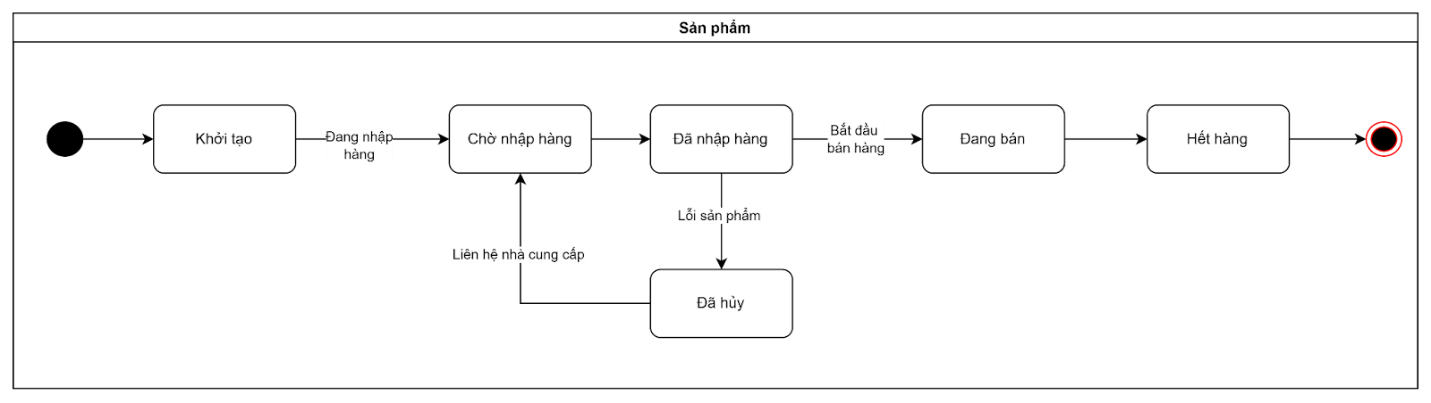 Sản phẩm
Khởi tạo
Đang nhập
hàng
Chờ nhập hàng
Đã nhập hàng
Bắt đầu
bán hàng
Đang bán
Hết hàng
Lỗi sản phẩm
Liên hệ nhà cung cấp
Đã hủy